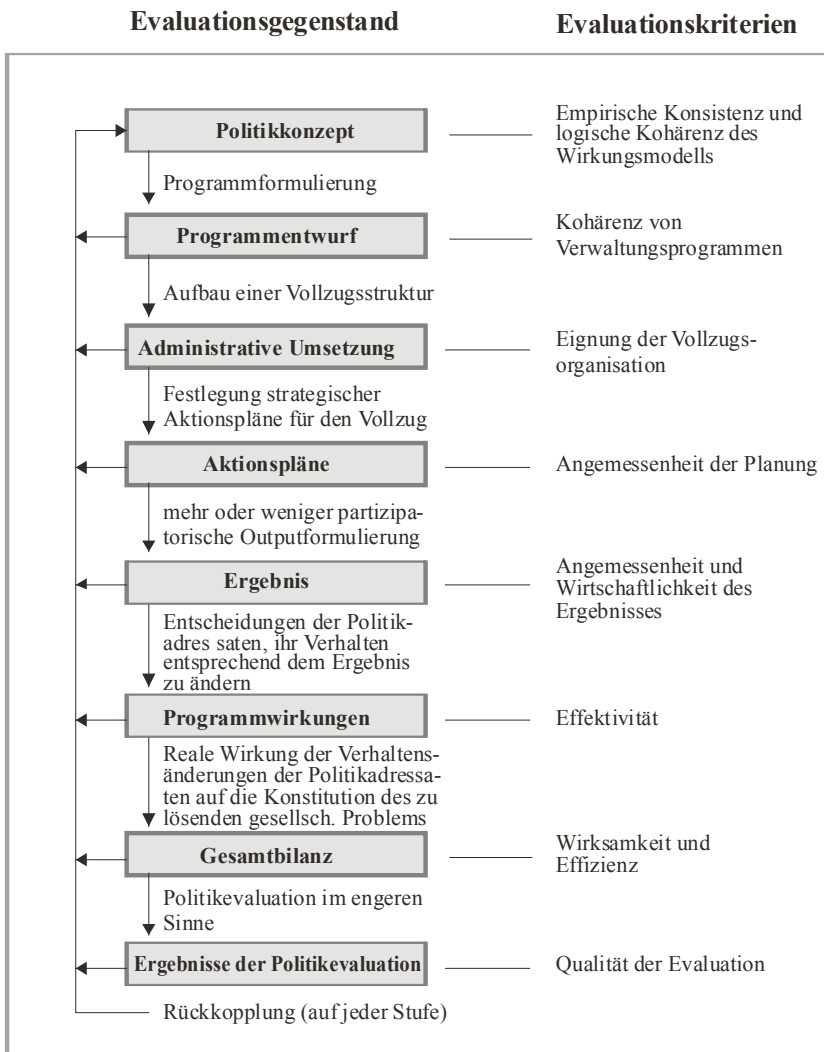 Evaluationsgegenstand
Evaluationskriterien
Politikkonzept
Empirische Konsistenz und
logische Kohärenz des
Wirkungsmodells
Programmformulierung
Programmentwurf
Kohärenz von
Verwaltungsprogrammen
Aufbau einer Vollzugsstruktur
Administrative Umsetzung
Eignung der Vollzugs-
organisation
Festlegung strategischer
Aktionspläne für den Vollzug
Aktionspläne
Angemessenheit der Planung
mehr oder weniger partizipa-
torische Outputformulierung
Ergebnis
Angemessenheit und
Wirtschaftlichkeit des
Ergebnisses
Entscheidungen der Politik-
adres saten, ihr Verhalten
entsprechend dem Ergebnis
zu ändern
Programmwirkungen
Effektivität
Reale Wirkung der Verhaltens-
änderungen der Politikadressa-
ten auf die Konstitution des zu
lösenden gesellsch. Problems
Gesamtbilanz
Wirksamkeit und
Effizienz
Politikevaluation im engeren
Sinne
Ergebnisse der Politikevaluation
Qualität der Evaluation
Rückkopplung (auf jeder Stufe)